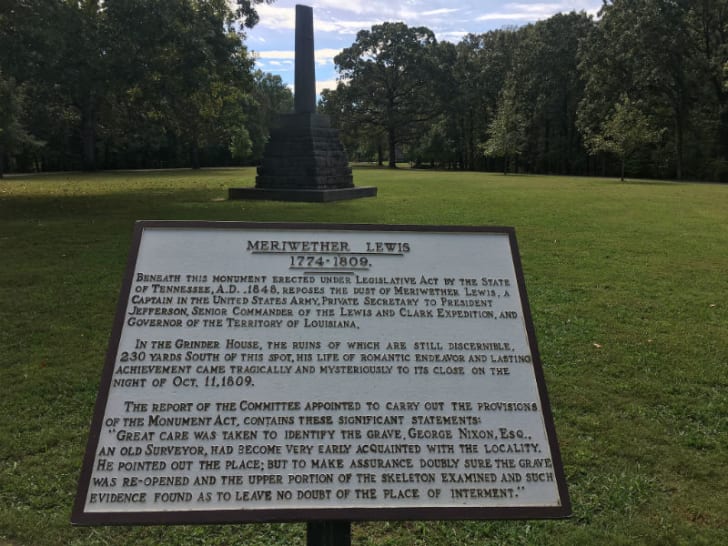 MERIWETHER LEWIS
1774·1809.
BENEATH THIS MONUMENT ERECTED UNDER LEGISLATIVE ACT BY THE STATE
OF TENNESSEE, A.D., 1848, REPOSES THE DUST OF MERIWETHER LEWIS, A
CAPTAIN IN THE UNITED STATES ARMY, PRIVATE SECRETARY TO PRESIDENT
JEFFERSON, SENIOR COMMANDER OF THE LEWIS AND CLARK EXPEDITION, AND
GOVERNOR OF THE TERRITORY OF LOUISIANA.
IN THE GRINDER HOUSE, THE RUINS OF WHICH ARE STILL DISCERNIBLE,
230 YARDS SOUTH OF THIS SPOT, HIS LIFE OF ROMANTIC ENDEAVOR AND LASTING
ACHIEVEMENT CAME TRAGICALLY AND MYSTERIOUSLY TO ITS CLOSE ON THE
NIGHT OF OCT. 11, 1809.
THE REPORT OF THE COMMITTEE APPOINTED TO CARRY OUT THE PROVISIONS
OF THE MONUMENT ACT, CONTAINS THESE SIGNIFICANT STATEMENTS:
"GREAT CARE WAS TAKEN TO IDENTIFY THE GRAVE. GEORGE NIXON, ESQ.,
AN OLD SURVEYOR, HAD BECOME VERY EARLY ACQUAINTED WITH THE LOCALITY.
HE POINTED OUT THE PLACE; BUT TO MAKE ASSURANCE DOUBLY SURE THE GRAVE
WAS RE-OPENED AND THE UPPER PORTION OF THE SKELETON EXAMINED AND SUCH
EVIDENCE FOUND AS TO LEAVE NO DOUBT OF THE PLACE OF INTERMENT."